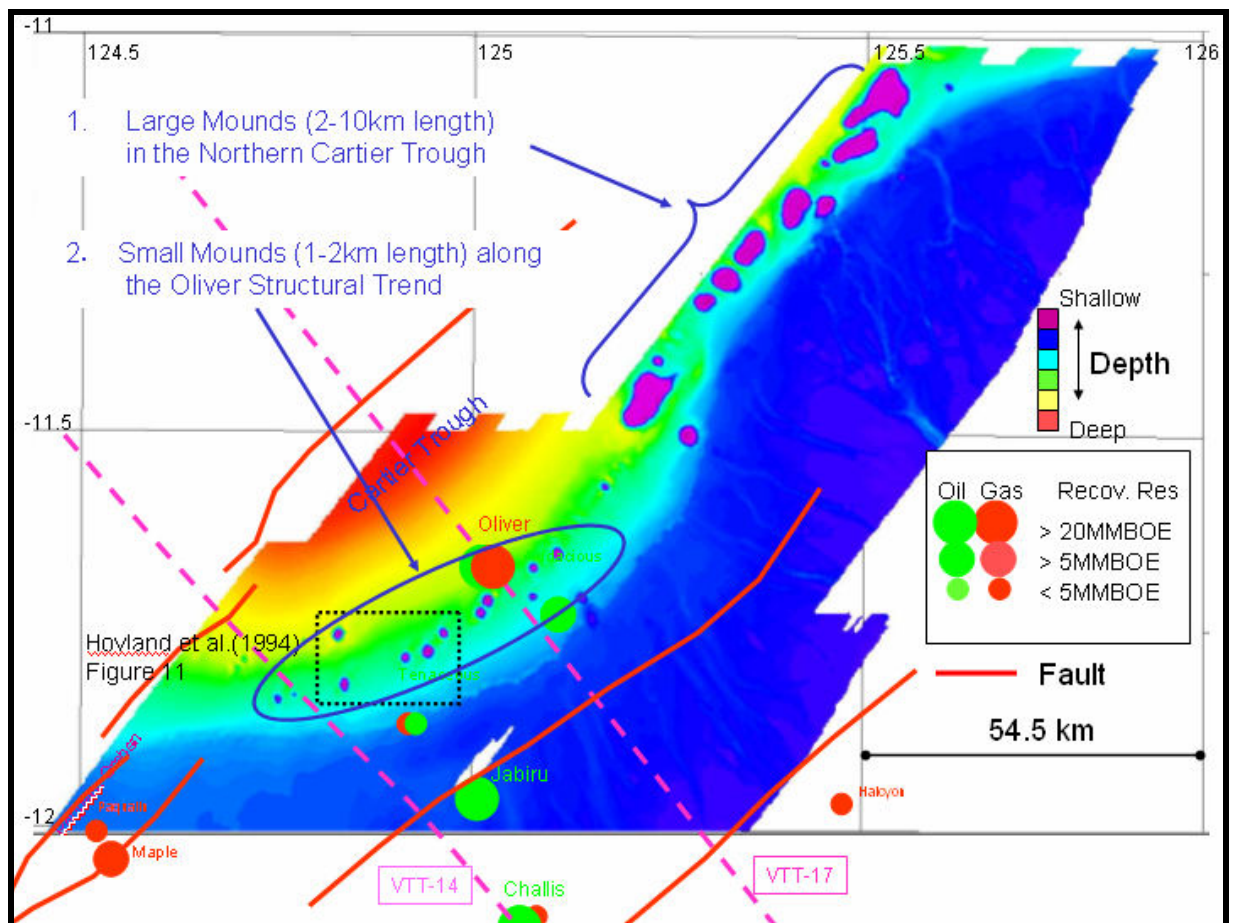 -11
124.5
125
125.5
126
1. Large Mounds (2-10km length)
in the Northern Cartier Trough
2. Small Mounds (1-2km length) along
the Oliver Structural Trend
Shallow
Depth
Deep
-11.5
Cartier Trough
Oil Gas Recov. Res
> 20MMBOE
> 5MMBOE
< 5MMBOE
Oliver
Hovland et al.(1994)
Figure 11
Fault
54.5 km
Jabiru
Halcyon
-12
Maple
VTT-14
VTT-17
Challis